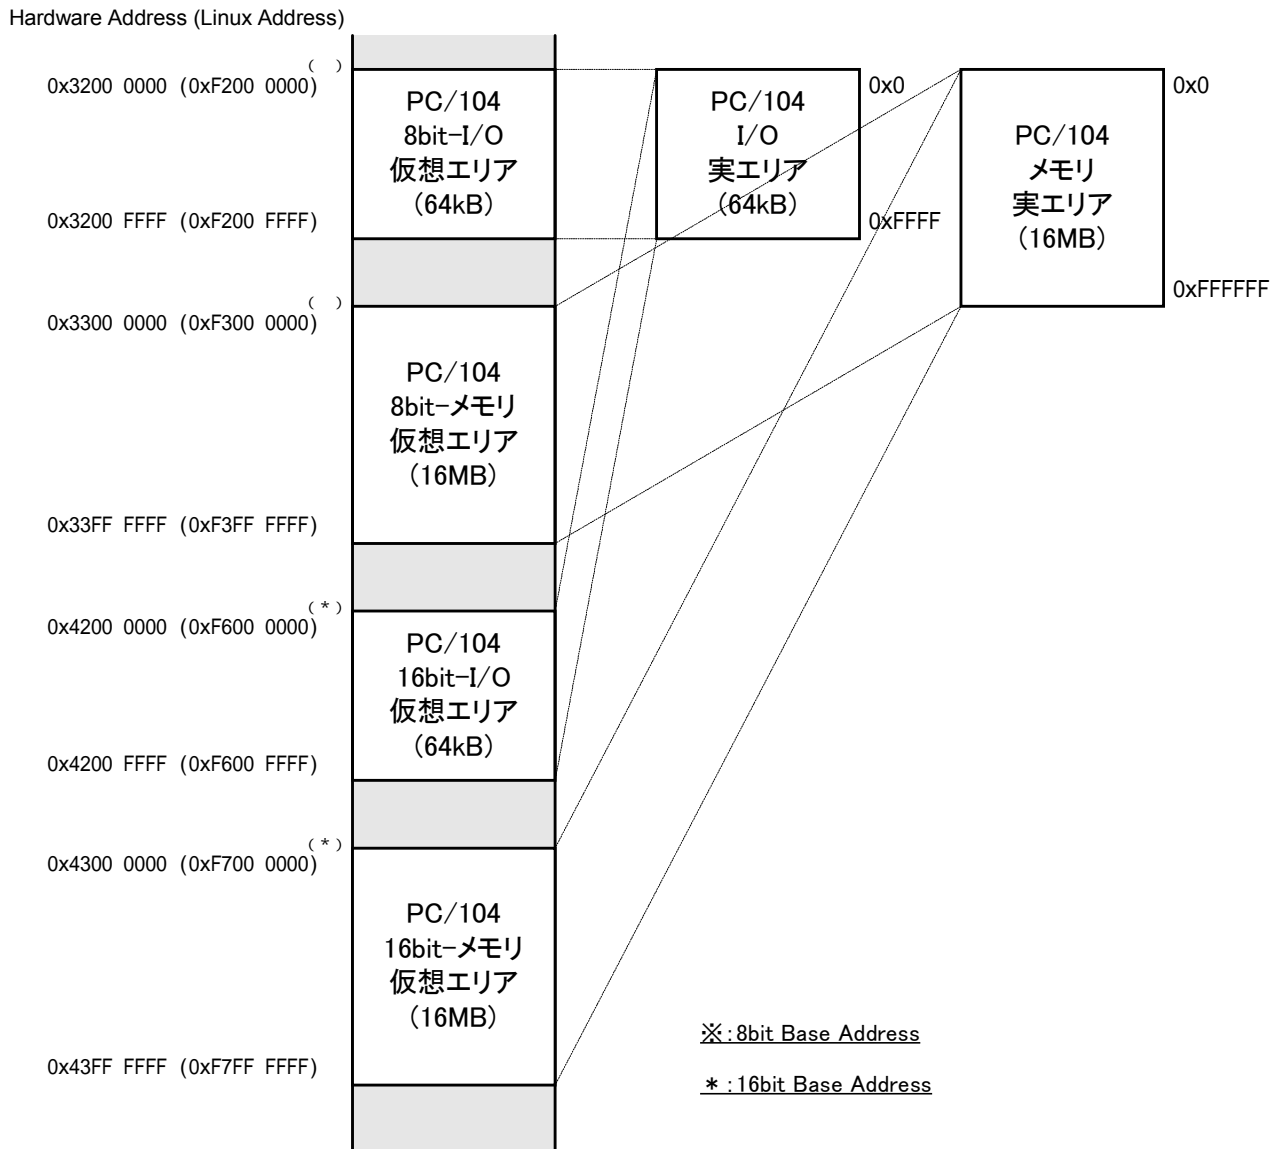 Hardware Address (Linux Address)
( )
0x3200 0000 (0xF200 0000)
PC/104
8bit-I/O
仮想エリア
(64kB)
0x3200 FFFF (0xF200 FFFF)
PC/104
I/O
実エリア
(64kB)
0x0
0xFFFF
PC/104
メモリ
実エリア
(16MB)
0x0
0xFFFFFF
( )
0x3300 0000 (0xF300 0000)
PC/104
8bit-メモリ
仮想エリア
(16MB)
0x33FF FFFF (0xF3FF FFFF)
(*)
0x4200 0000 (0xF600 0000)
PC/104
16bit-I/O
仮想エリア
(64kB)
0x4200 FFFF (0xF600 FFFF)
(*)
0x4300 0000 (0xF700 0000)
PC/104
16bit-メモリ
仮想エリア
(16MB)
0x43FF FFFF (0xF7FF FFFF)
※:8bit Base Address
*:16bit Base Address